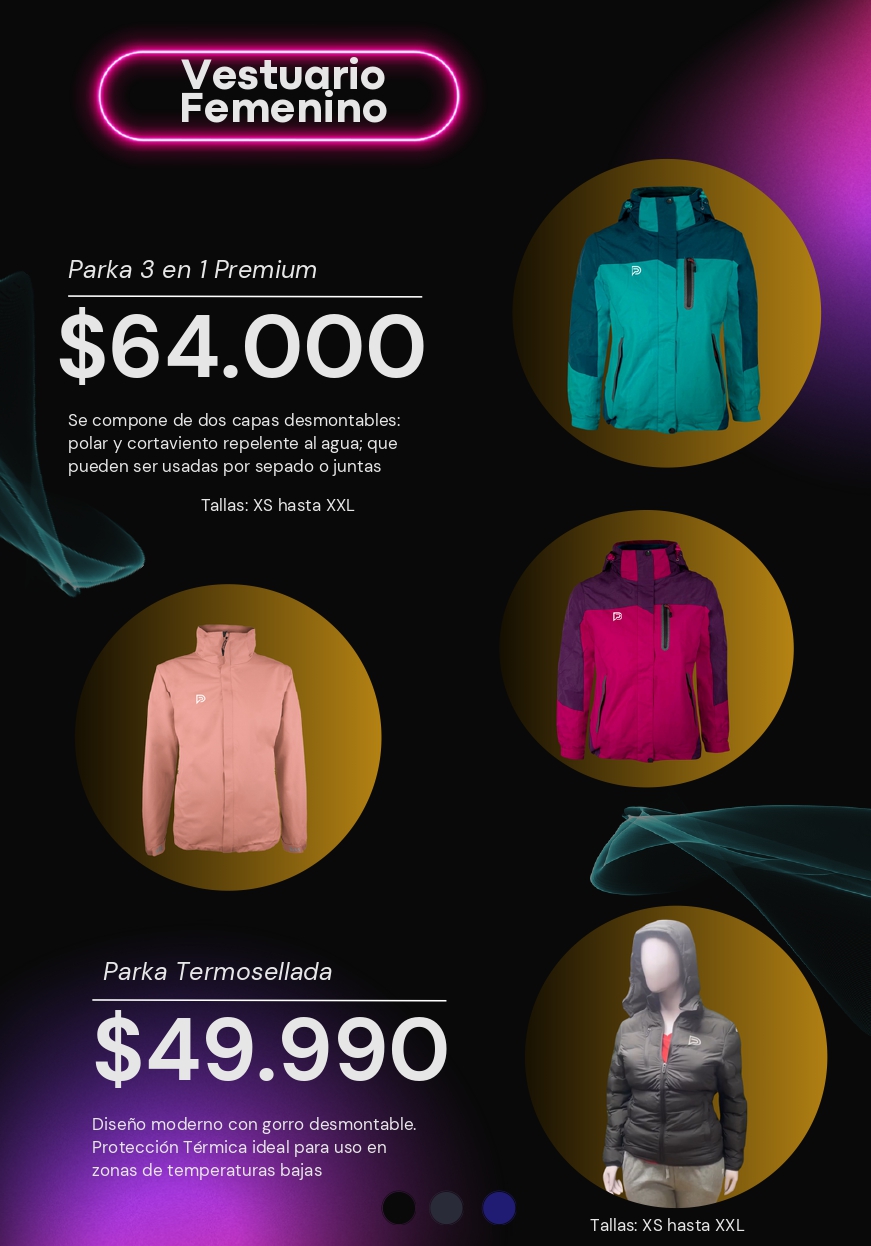 Vestuario
Femenino
Parka 3 en 1 Premium
$64.000
Se compone de dos capas desmontables:
polar y cortaviento repelente al agua; que
pueden ser usadas por sepado o juntas
Tallas: XS hasta XXL
Parka Termosellada
$49.990
Diseño moderno con gorro desmontable.
Protección Térmica ideal para uso en
zonas de temperaturas bajas
Tallas: XS hasta XXL